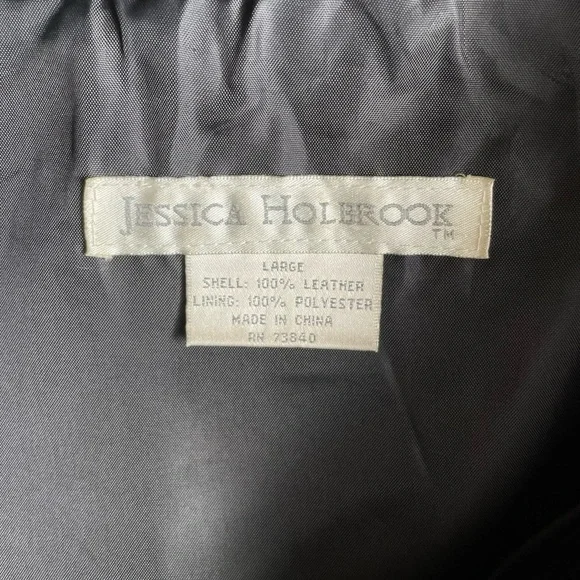 JESSICA HOLBROOK
TM
LARGE
SHELL: 100% LEATHER
LINING: 100% POLYESTER
MADE IN CHINA
RN 73840